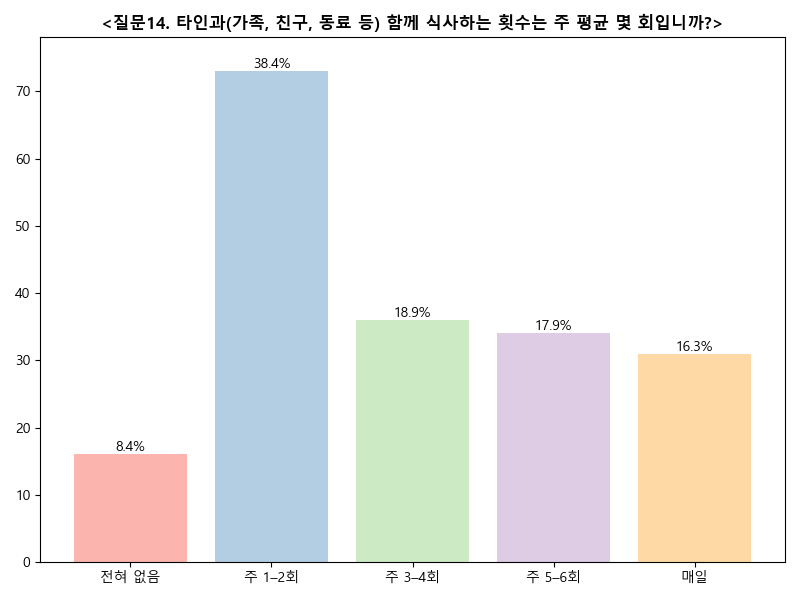 <질문14. 타인과(가족, 친구, 동료 등) 함께 식사하는 횟수는 주 평균 몇 회입니까?>
70
60
50
40
30
20
10
0
8.4%
38.4%
18.9%
17.9%
16.3%
전혀 없음
주 1–2회
주 3–4회
주 5–6회
매일